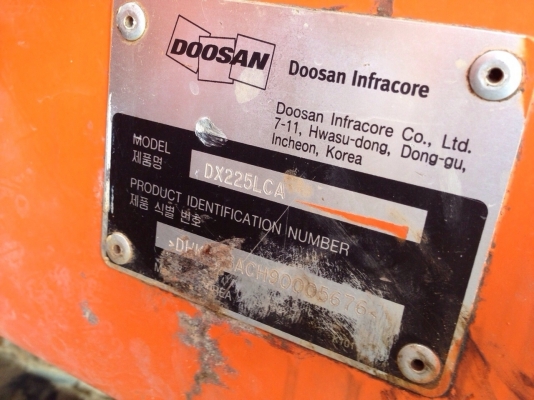 DOOSAN
Doosan Infracore
Doosan Infracore Co., Ltd.
7-11, Hwasu-dong, Dong-gu,
Incheon, Korea
MODEL
제품명
DX225LCA
PRODUCT IDENTIFICATION NUMBER
제품 식별 번호